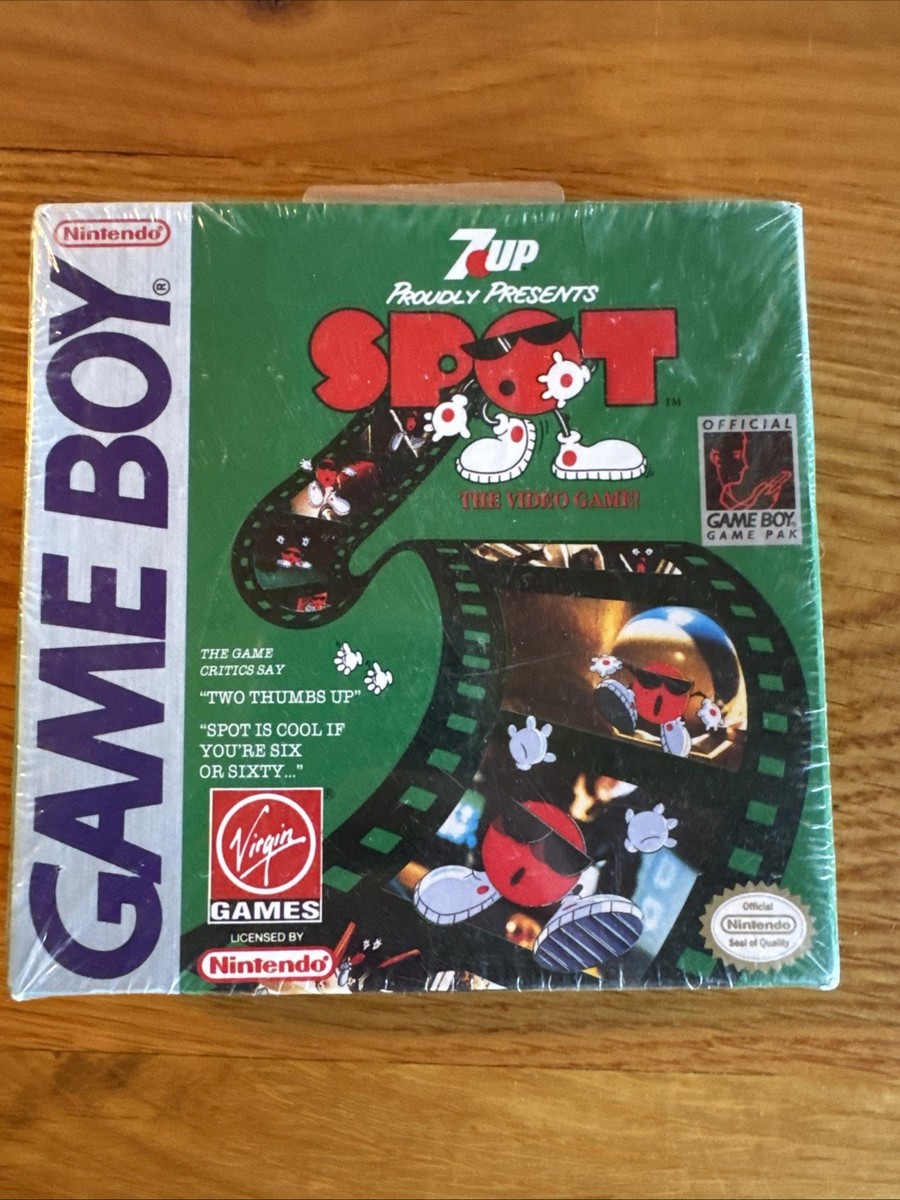 Nintendo®
GAME BOY®
7UP
PROUDLY PRESENTS
SPOT™
THE VIDEO GAME!
OFFICIAL
GAME BOY®
GAME PAK
THE GAME
CRITICS SAY
“TWO THUMBS UP”
“SPOT IS COOL IF
YOU'RE SIX
OR SIXTY...”
Virgin®
GAMES
LICENSED BY
Nintendo®
Official
Nintendo
Seal of Quality